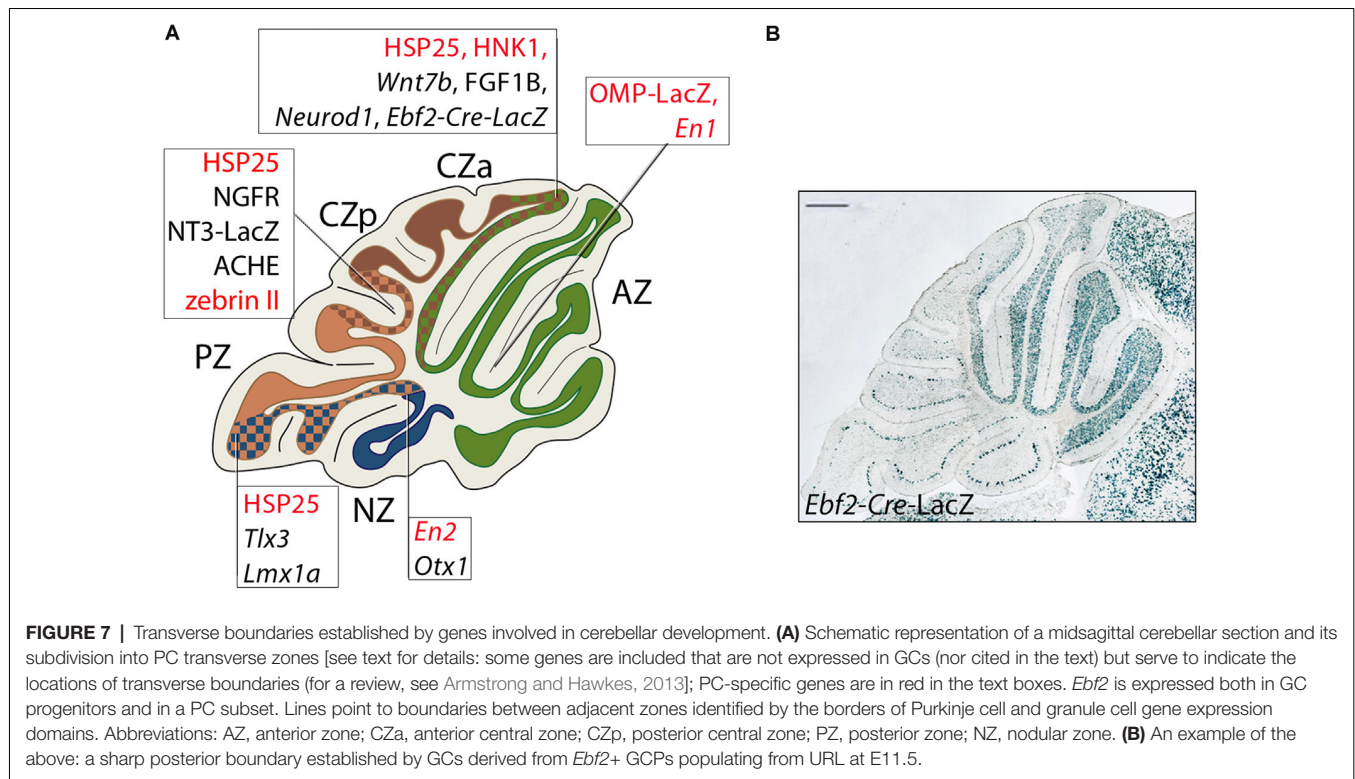 A
B
HSP25, HNK1,
Wnt7b, FGF1B,
Neurod1, Ebf2-Cre-LacZ
OMP-LacZ,
En1
HSP25
NGFR
NT3-LacZ
ACHE
zebrin II
CZa
CZp
AZ
PZ
NZ
HSP25
Tlx3
Lmx1a
En2
Otx1
Ebf2-Cre-LacZ
FIGURE 7 | Transverse boundaries established by genes involved in cerebellar development. (A) Schematic representation of a midsagittal cerebellar section and its
subdivision into PC transverse zones [see text for details: some genes are included that are not expressed in GCs (nor cited in the text) but serve to indicate the
locations of transverse boundaries (for a review, see Armstrong and Hawkes, 2013]; PC-specific genes are in red in the text boxes. Ebf2 is expressed both in GC
progenitors and in a PC subset. Lines point to boundaries between adjacent zones identified by the borders of Purkinje cell and granule cell gene expression
domains. Abbreviations: AZ, anterior zone; CZa, anterior central zone; CZp, posterior central zone; PZ, posterior zone; NZ, nodular zone. (B) An example of the
above: a sharp posterior boundary established by GCs derived from Ebf2+ GCPs populating from URL at E11.5.